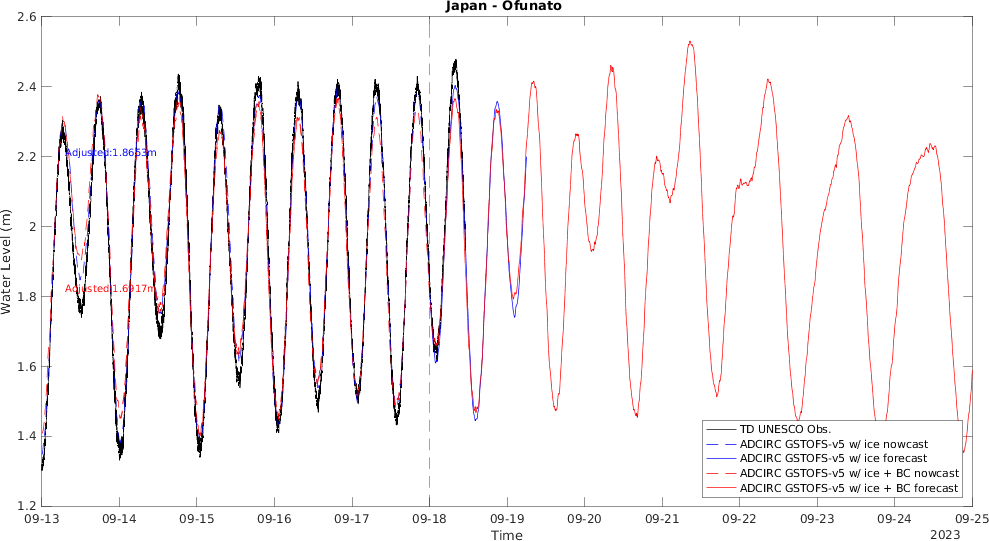 Japan - Ofunato
2.6
2.4
2.2
2
1.8
1.6
1.4
1.2
Water Level (m)
Adjusted:1.8653m
Adjusted:1.6917m
TD UNESCO Obs.
ADCIRC GSTOFS-v5 w/ ice nowcast
ADCIRC GSTOFS-v5 w/ ice forecast
ADCIRC GSTOFS-v5 w/ ice + BC nowcast
ADCIRC GSTOFS-v5 w/ ice + BC forecast
09-13 09-14 09-15 09-16 09-17 09-18 09-19 09-20 09-21 09-22 09-23 09-24 09-25
Time
2023